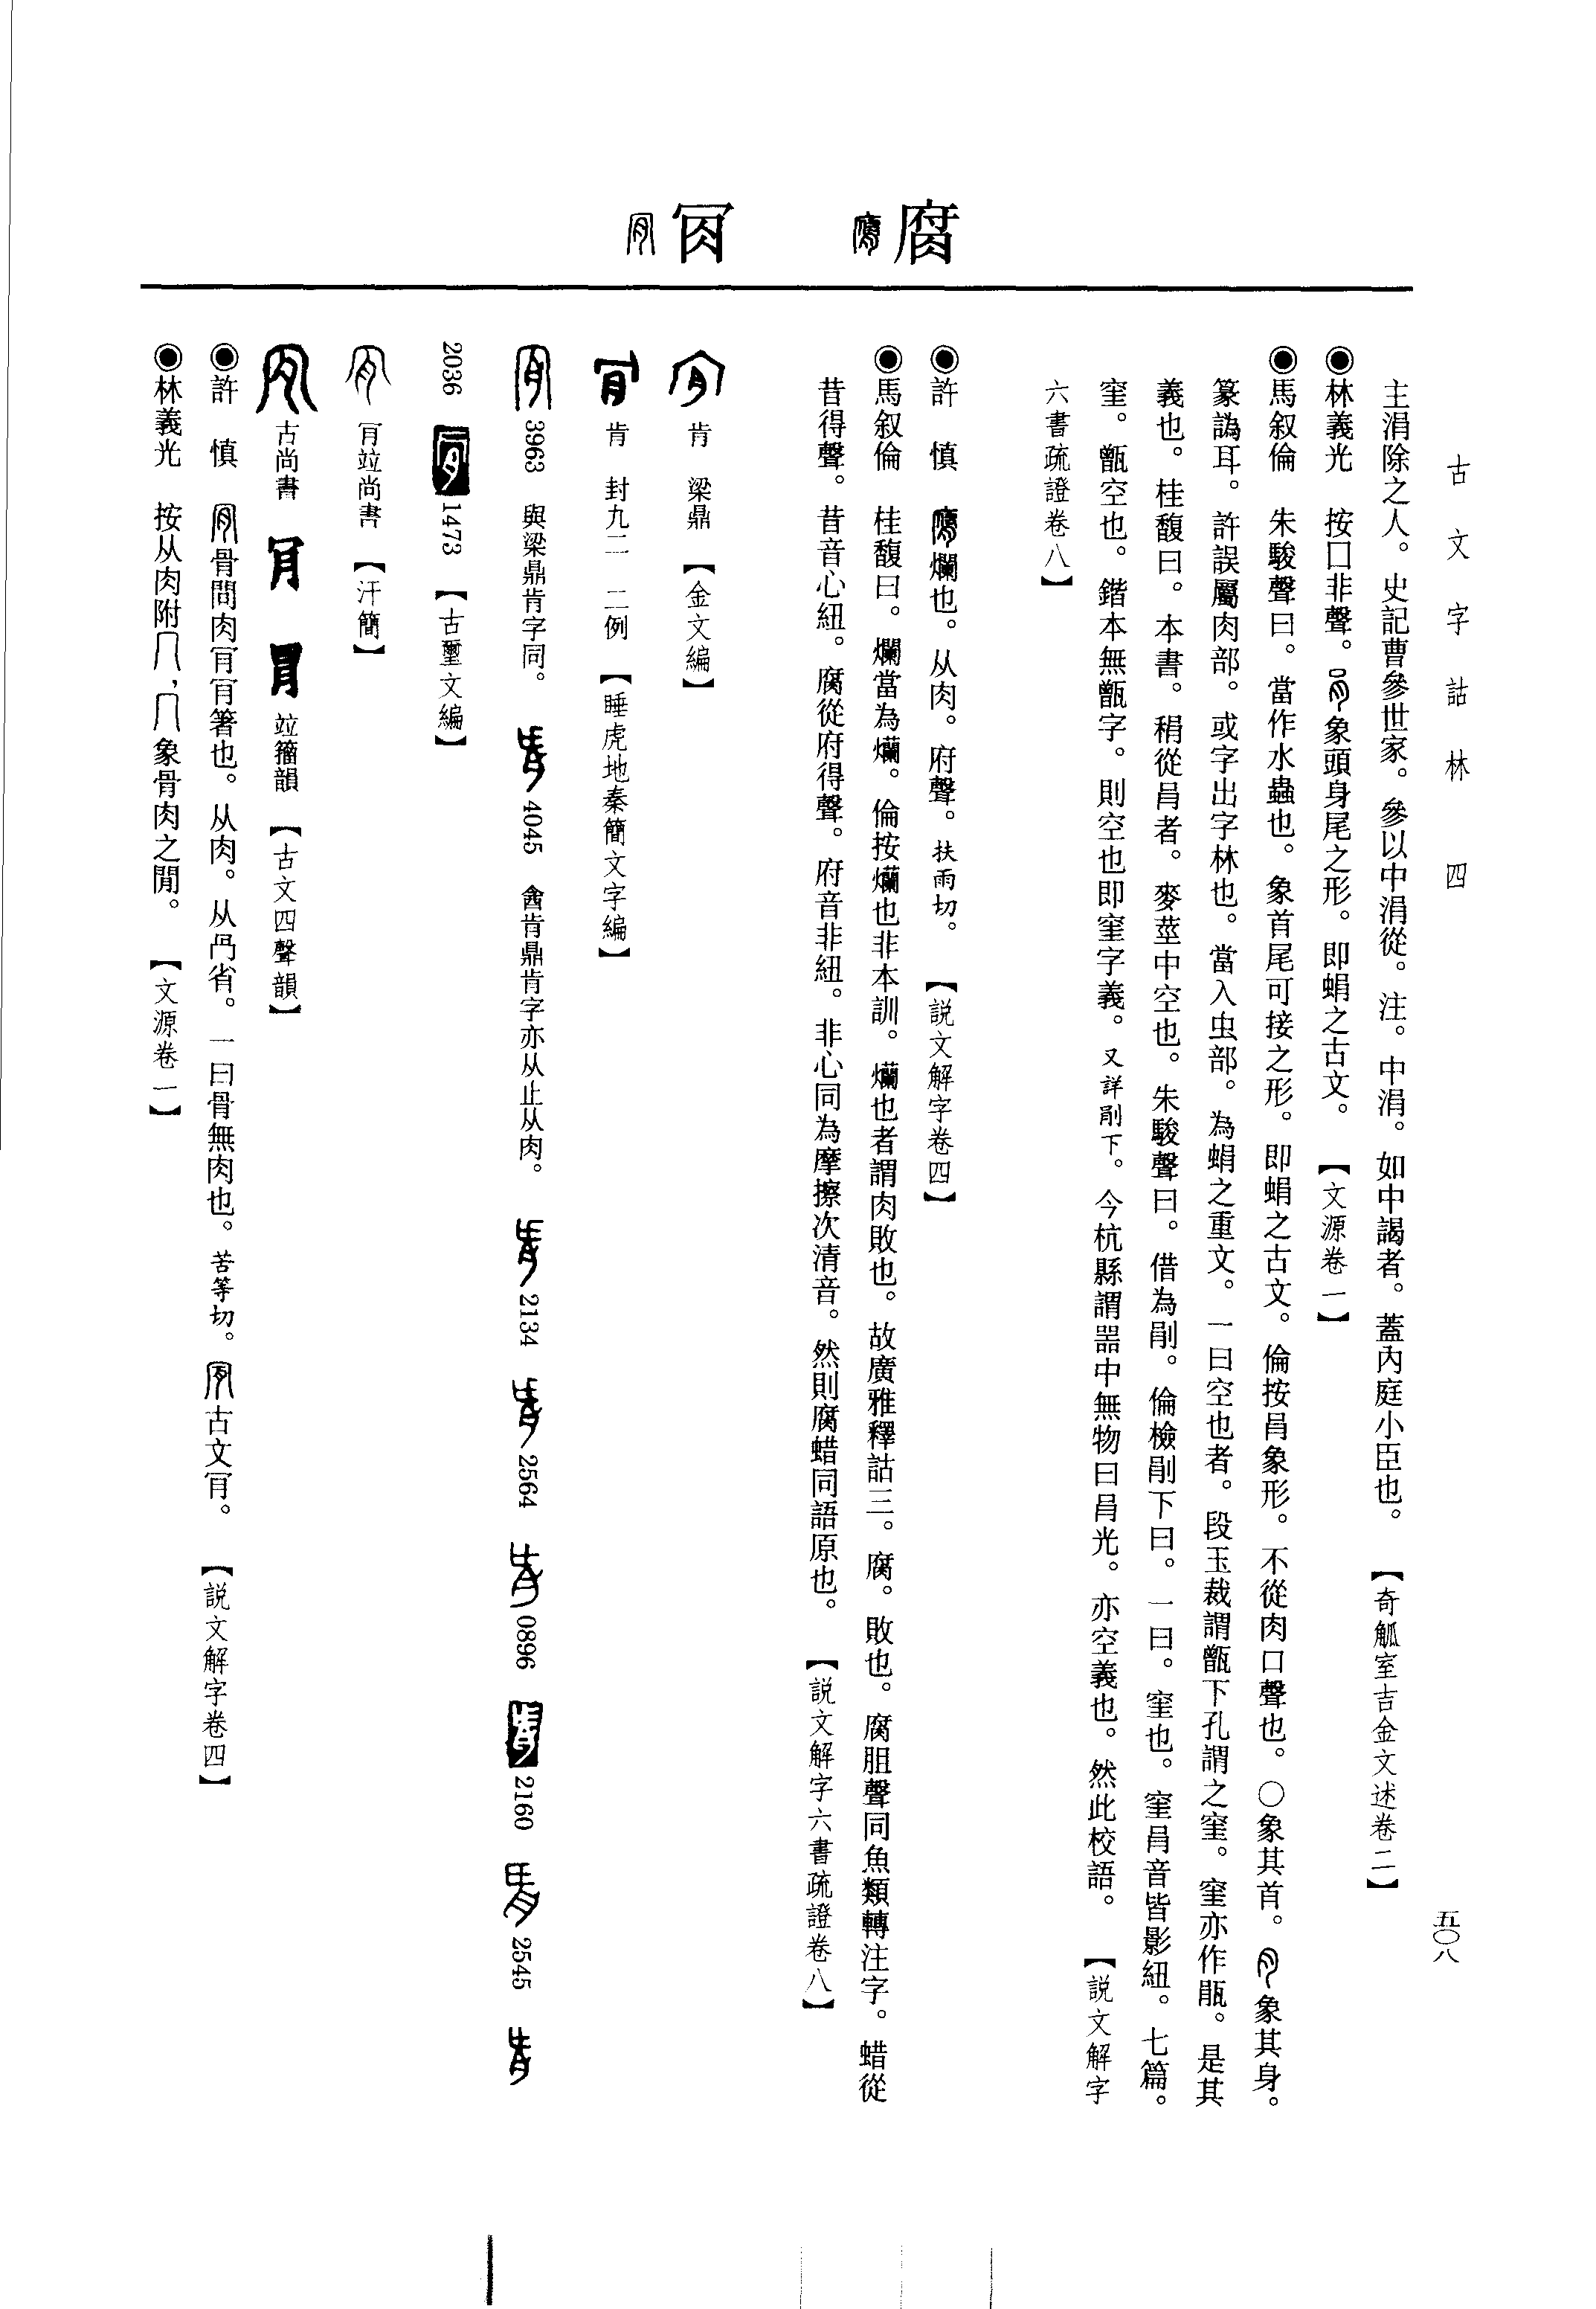 古文字詁林 四
五〇八
腐
肎
主涓除之人。史記曹參世家。參以中涓從。注。中涓。如中謁者。蓋內庭小臣也。 【奇觚室吉金文述卷二】
◉林義光 按囗非聲。象頭身尾之形。即蜎之古文。 【文源卷一】
◉馬叙倫 朱駿聲曰。當作水蟲也。象首尾可接之形。即蜎之古文。倫按肙象形。不從肉口聲也。○象其首。象其身。
篆譌耳。許誤屬肉部。或字出字林也。當入虫部。為蜎之重文。一曰空也者。段玉裁謂甑下孔謂之窐。窐亦作㼷。是其
義也。桂馥曰。本書。稍從肙者。麥莖中空也。朱駿聲曰。借為剈。倫檢剈下曰。一曰。窐也。窐肙音皆影紐。七篇。
窐。甑空也。鍇本無甑字。則空也即窐字義。又詳剈下。今杭縣謂噐中無物曰肙光。亦空義也。然此校語。 【說文解字
六書疏證卷八】
◉許 慎 爛也。从肉。府聲。扶雨切。 【説文解字卷四】
◉馬叙倫 桂馥曰。爛當為爤。倫按爤也非本訓。爤也者謂肉敗也。故廣雅釋詁三。腐。敗也。腐胆聲同魚類轉注字。蜡從
昔得聲。昔音心紐。腐從府得聲。府音非紐。非心同為摩擦次清音。然則腐蜡同語原也。 【説文解字六書疏證卷八】
肯 梁鼎 【金文編】
肯 封九二 二例 【睡虎地秦簡文字編】
3963 與梁鼎肯字同。 4045 酓肯鼎肯字亦从止从肉。 2134 2564 0896 2160 2545
2036 1473 【古璽文編】
肎竝尚書 【汗簡】
古尚書 竝籀韻 【古文四聲韻】
◉許 慎 骨間肉肎肎箸也。从肉。从冎省。一曰骨無肉也。苦等切。古文肎。 【説文解字卷四】
◉林義光 按从肉附冂，冂象骨肉之閒。 【文源卷一】